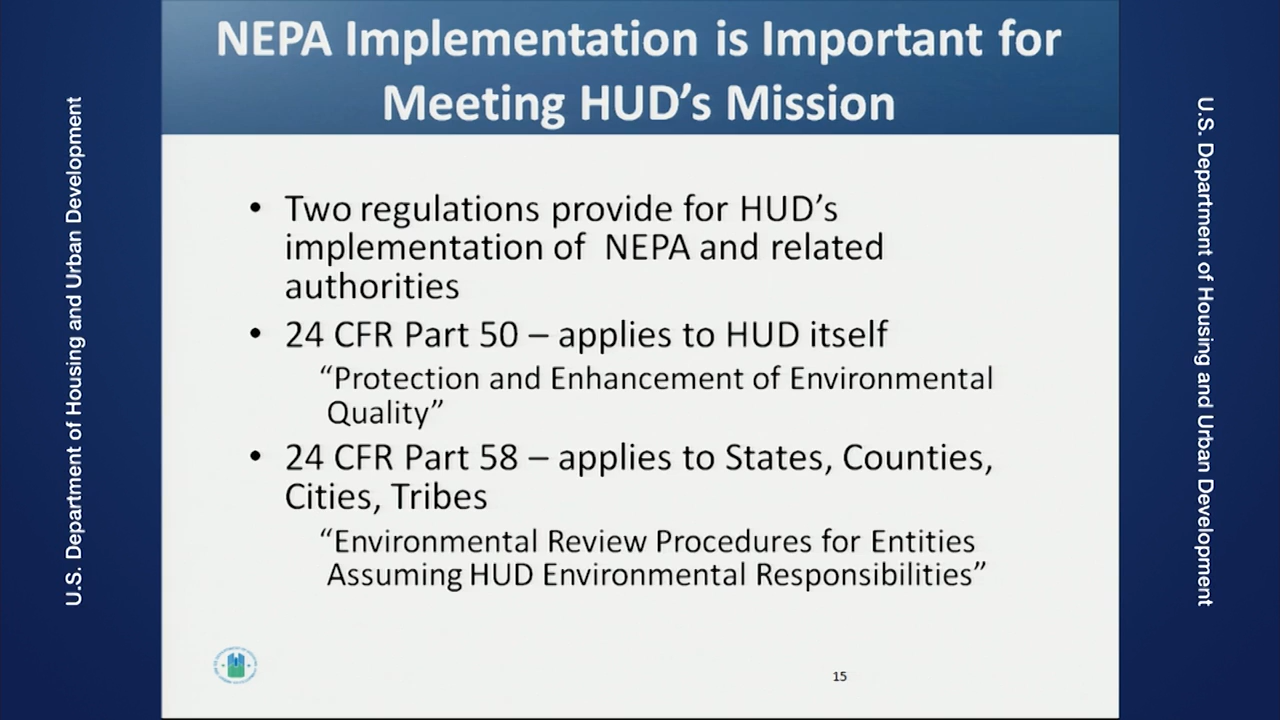 NEPA Implementation is Important for
Meeting HUD's Mission
U.S. Department of Housing and Urban Development
• Two regulations provide for HUD's
implementation of NEPA and related
authorities
• 24 CFR Part 50 – applies to HUD itself
“Protection and Enhancement of Environmental
Quality”
• 24 CFR Part 58 – applies to States, Counties,
Cities, Tribes
“Environmental Review Procedures for Entities
Assuming HUD Environmental Responsibilities”
15
U.S. Department of Housing and Urban Development